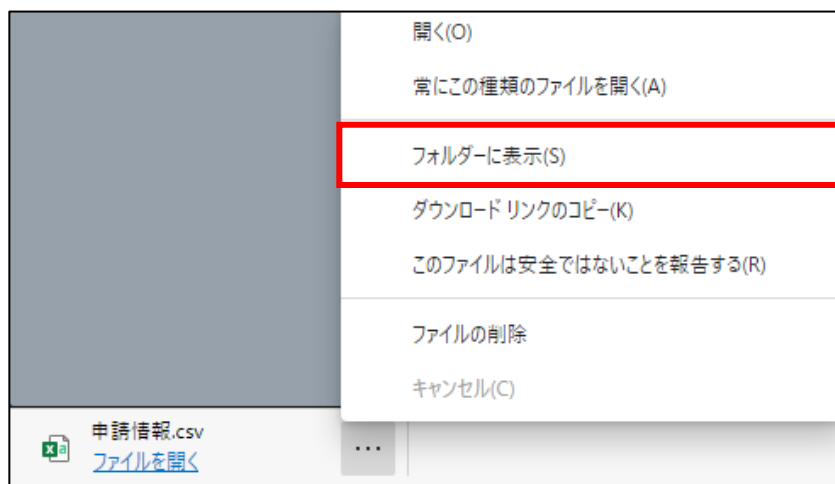 開く(O)
常にこの種類のファイルを開く(A)
フォルダーに表示(S)
ダウンロード リンクのコピー(K)
このファイルは安全ではないことを報告する(R)
ファイルの削除
キャンセル(C)
申請情報.csv
ファイルを開く
…